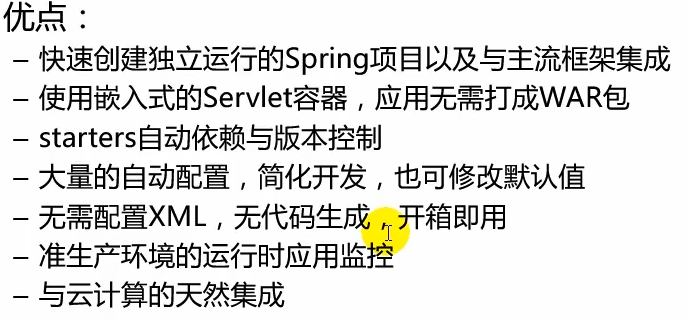 优点：
– 快速创建独立运行的Spring项目以及与主流框架集成
– 使用嵌入式的Servlet容器，应用无需打成WAR包
– starters自动依赖与版本控制
– 大量的自动配置，简化开发，也可修改默认值
– 无需配置XML，无代码生成，开箱即用
– 准生产环境的运行时应用监控
– 与云计算的天然集成